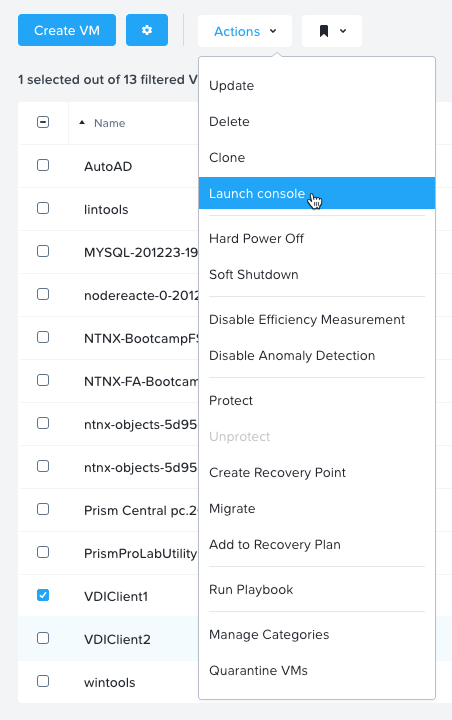 Create VM
Actions
1 selected out of 13 filtered V
Name
AutoAD
lintools
MYSQL-201223-19
nodereacte-0-2012
NTNX-BootcampFS
NTNX-FA-Bootcam
ntnx-objects-5d95
ntnx-objects-5d95
Prism Central pc.20
PrismProLabUtility
VDIClient1
VDIClient2
wintools
Update
Delete
Clone
Launch console
Hard Power Off
Soft Shutdown
Disable Efficiency Measurement
Disable Anomaly Detection
Protect
Unprotect
Create Recovery Point
Migrate
Add to Recovery Plan
Run Playbook
Manage Categories
Quarantine VMs